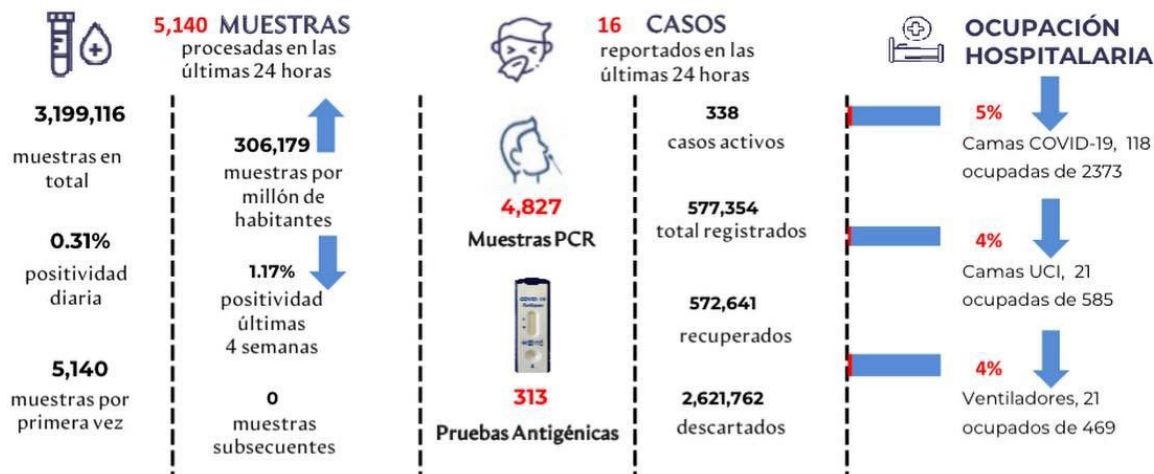 5,140 MUESTRAS
procesadas en las
últimas 24 horas
3,199,116
muestras en
total
0.31%
positividad
diaria
5,140
muestras por
primera vez
306,179
muestras por
millón de
habitantes
1.17%
positividad
últimas
4 semanas
0
muestras
subsecuentes
16 CASOS
reportados en las
últimas 24 horas
4,827
Muestras PCR
COVID-19
313
Pruebas Antigénicas
338
casos activos
577,354
total registrados
572,641
recuperados
2,621,762
descartados
OCUPACIÓN
HOSPITALARIA
5%
Camas COVID-19, 118
ocupadas de 2373
4%
Camas UCI, 21
ocupadas de 585
4%
Ventiladores, 21
ocupados de 469